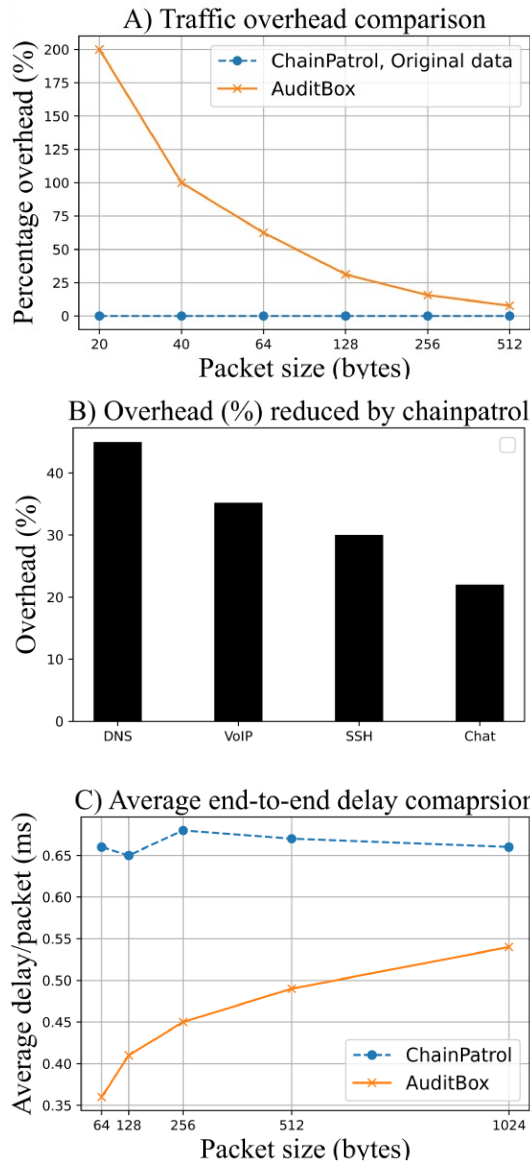 A) Traffic overhead comparison
Percentage overhead (%)
200
175
150
125
100
75
50
25
0
ChainPatrol, Original data
AuditBox
20 40 64 128 256 512
Packet size (bytes)
B) Overhead (%) reduced by chainpatrol
Overhead (%)
40
30
20
10
0
DNS VoIP SSH Chat
C) Average end-to-end delay comaprsion
Average delay/packet (ms)
0.65
0.60
0.55
0.50
0.45
0.40
0.35
ChainPatrol
AuditBox
64 128 256 512 1024
Packet size (bytes)